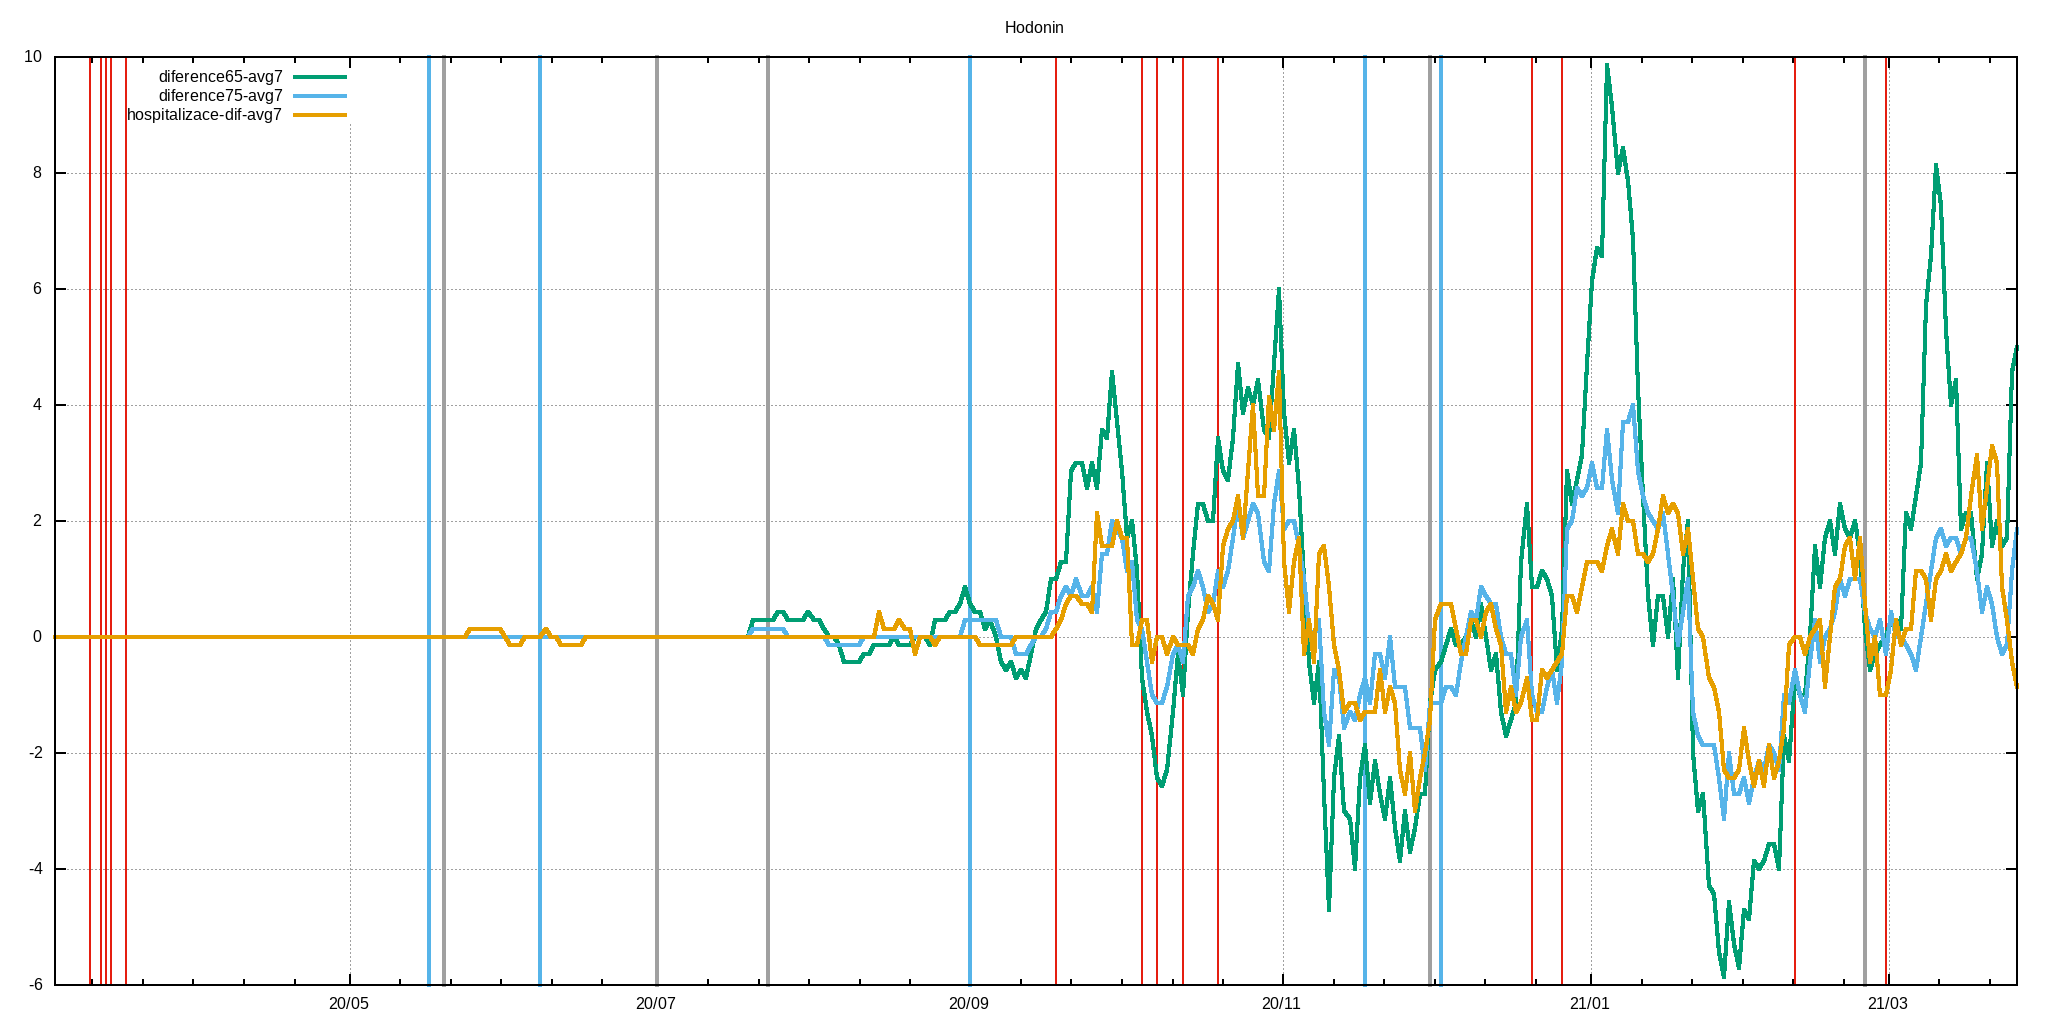 Hodonin
diference65-avg7
diference75-avg7
hospitalizace-dif-avg7
10
8
6
4
2
0
-2
-4
-6
20/05 20/07 20/09 20/11 21/01 21/03